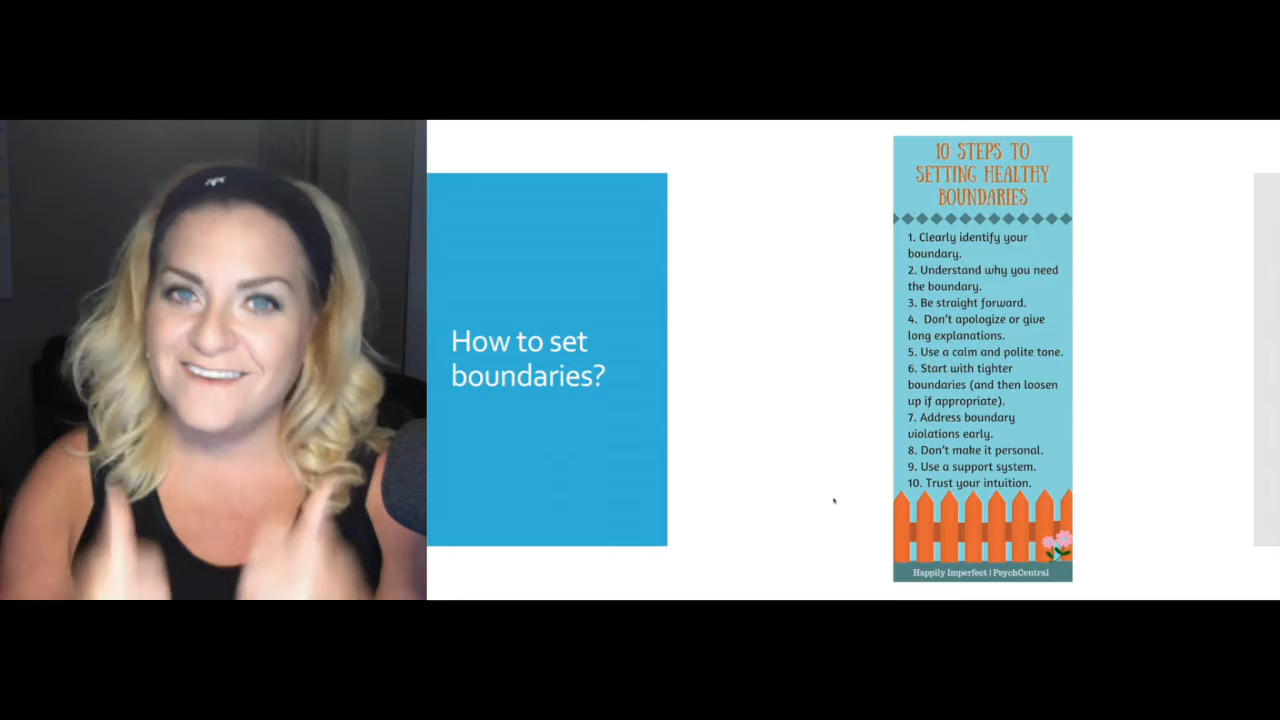 How to set
boundaries?
10 STEPS TO
SETTING HEALTHY
BOUNDARIES
1. Clearly identify your
boundary.
2. Understand why you need
the boundary.
3. Be straight forward.
4. Don't apologize or give
long explanations.
5. Use a calm and polite tone.
6. Start with tighter
boundaries (and then loosen
up if appropriate).
7. Address boundary
violations early.
8. Don't make it personal.
9. Use a support system.
10. Trust your intuition.
Happily Imperfect | PsychCentral